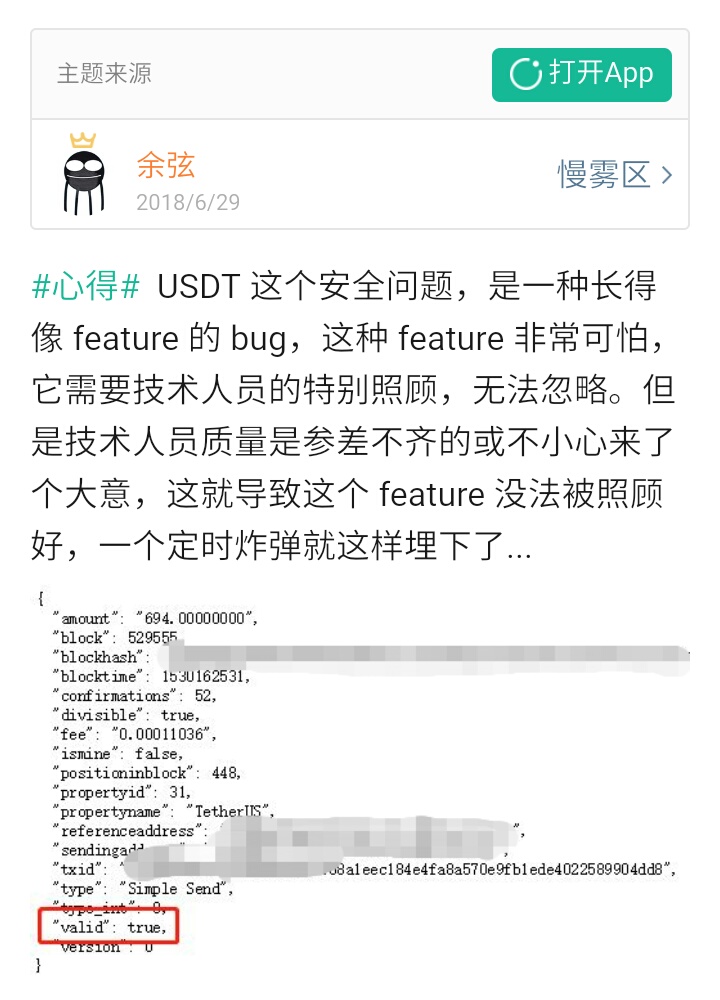 主题来源
打开App
余弦
2018/6/29
慢雾区
#心得# USDT 这个安全问题，是一种长得
像 feature 的 bug，这种 feature 非常可怕，
它需要技术人员的特别照顾，无法忽略。但
是技术人员质量是参差不齐的或不小心来了
个大意，这就导致这个 feature 没法被照顾
好，一个定时炸弹就这样埋下了...
{
"amount": "694.00000000",
"block": 529555,
"blockhash":
"blocktime": 1530162531,
"confirmations": 52,
"divisible": true,
"fee": "0.00011036",
"ismine": false,
"positioninblock": 448,
"propertyid": 31,
"propertyname": "TetherUS",
"referenceaddress": ",
"sendingad
"txid": 8a1eec184e4fa8a570e9fb1ede4022589904dd8",
"type": "Simple Send",
"type_int": 0,
"valid": true,
"version": 0
}